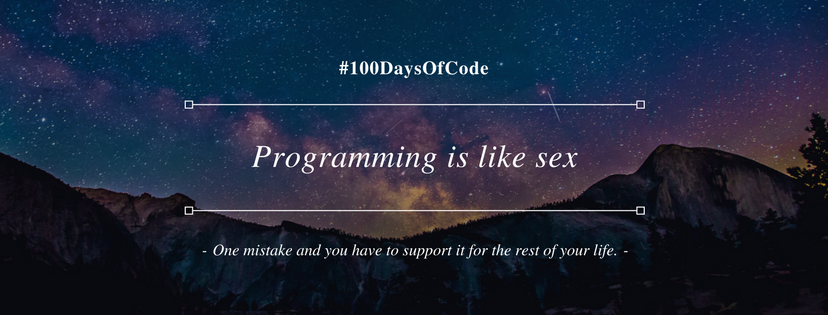 #100DaysOfCode
Programming is like sex
- One mistake and you have to support it for the rest of your life. -